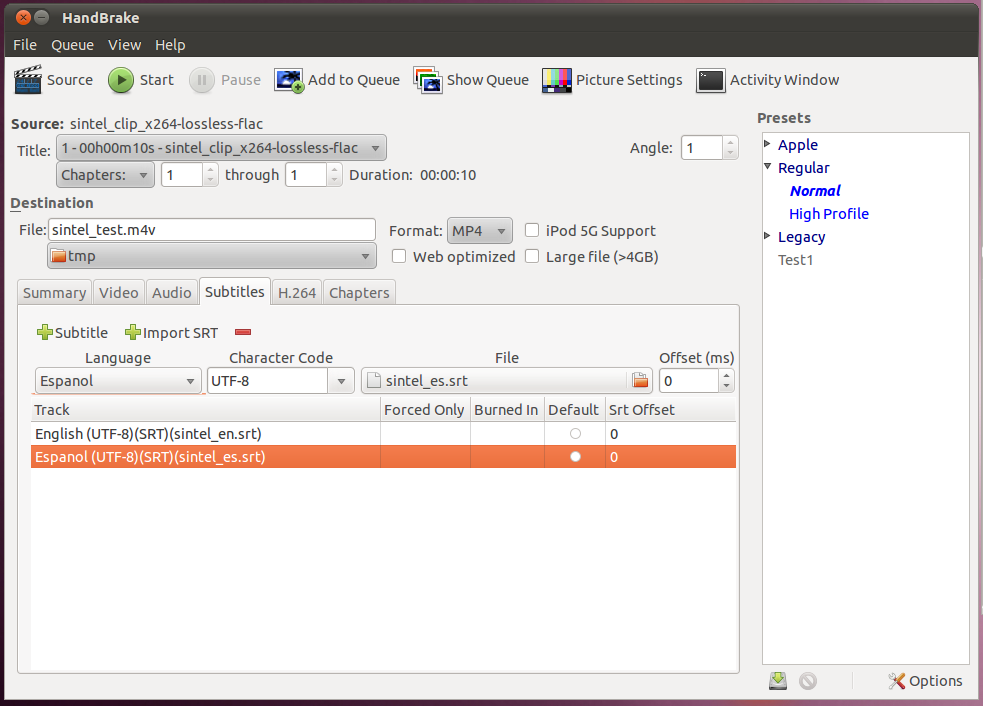 HandBrake
File Queue View Help
Source Start Pause Add to Queue Show Queue Picture Settings Activity Window
Source: sintel_clip_x264-lossless-flac
Title: 1 - 00h00m10s - sintel_clip_x264-lossless-flac Angle: 1
Chapters: 1 through 1 Duration: 00:00:10
Destination
File: sintel_test.m4v Format: MP4 iPod 5G Support
tmp Web optimized Large file (>4GB)
Summary Video Audio Subtitles H.264 Chapters
Subtitle Import SRT
Language Character Code File Offset (ms)
Espanol UTF-8 sintel_es.srt 0
Track Forced Only Burned In Default Srt Offset
English (UTF-8)(SRT)(sintel_en.srt) 0
Espanol (UTF-8)(SRT)(sintel_es.srt) 0
Presets
Apple
Regular
Normal
High Profile
Legacy
Test1
Options